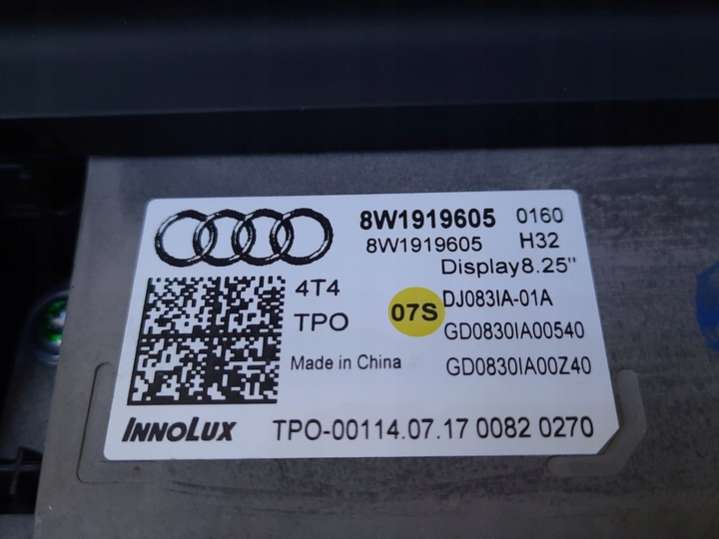 8W1919605 0160
8W1919605 H32
Display8.25"
4T4
TPO
07S
DJ083IA-01A
GD0830IA00540
Made in China
GD0830IA00Z40
INNOLUX
TPO-00114.07.17 0082 0270